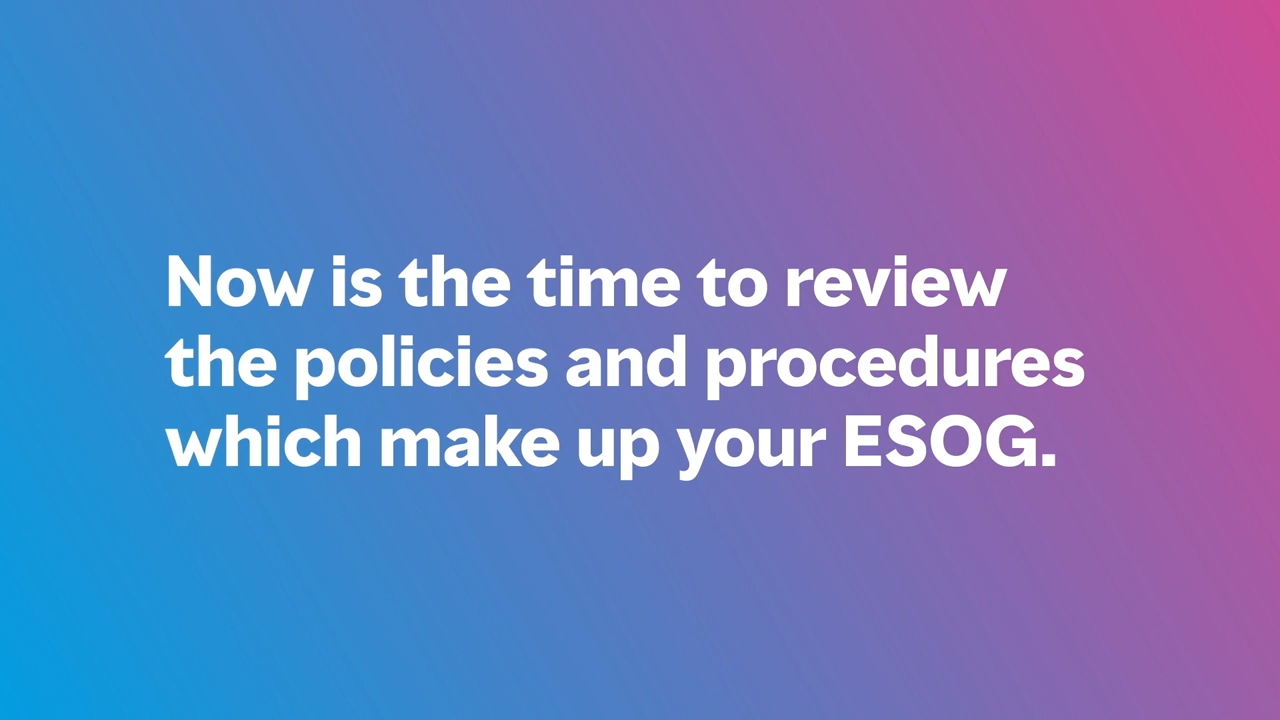 Now is the time to review
the policies and procedures
which make up your ESOG.